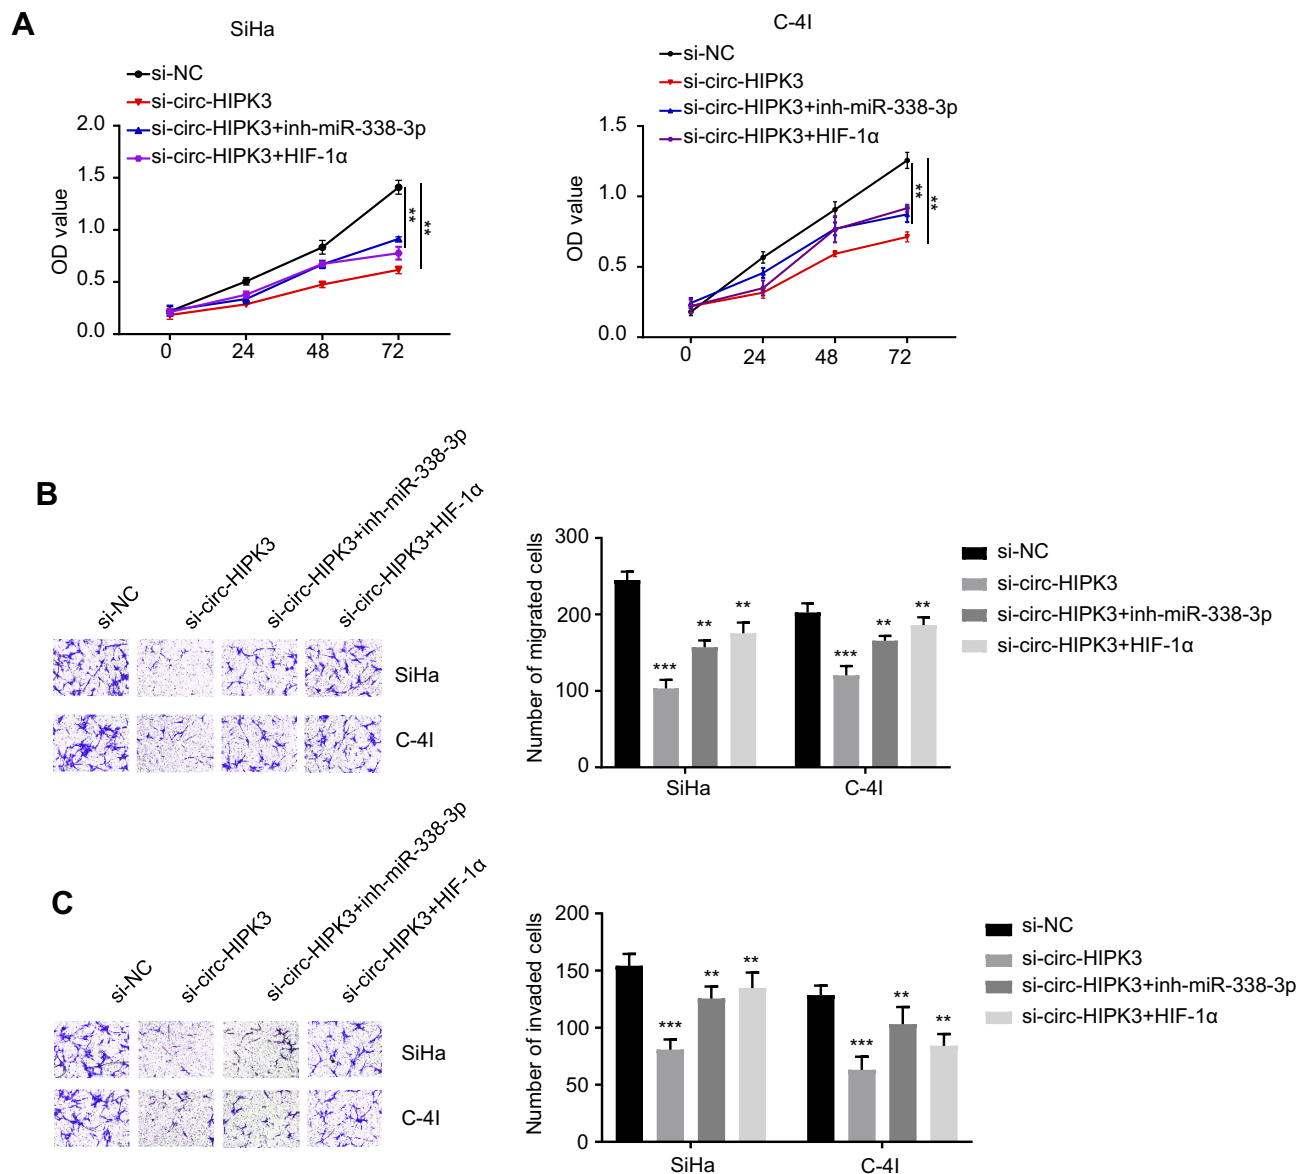 A
SiHa
si-NC
si-circ-HIPK3
si-circ-HIPK3+inh-miR-338-3p
si-circ-HIPK3+HIF-1α
OD value
2.0
1.5
1.0
0.5
0.0
0 24 48 72
**
**
C-4I
si-NC
si-circ-HIPK3
si-circ-HIPK3+inh-miR-338-3p
si-circ-HIPK3+HIF-1α
OD value
1.5
1.0
0.5
0.0
0 24 48 72
**
**
B
si-NC
si-circ-HIPK3
si-circ-HIPK3+inh-miR-338-3p
si-circ-HIPK3+HIF-1α
SiHa
C-4I
Number of migrated cells
300
200
100
0
*** ** ** *** ** **
SiHa C-4I
si-NC
si-circ-HIPK3
si-circ-HIPK3+inh-miR-338-3p
si-circ-HIPK3+HIF-1α
C
si-NC
si-circ-HIPK3
si-circ-HIPK3+inh-miR-338-3p
si-circ-HIPK3+HIF-1α
SiHa
C-4I
Number of invaded cells
200
150
100
50
0
*** ** ** *** ** **
SiHa C-4I
si-NC
si-circ-HIPK3
si-circ-HIPK3+inh-miR-338-3p
si-circ-HIPK3+HIF-1α